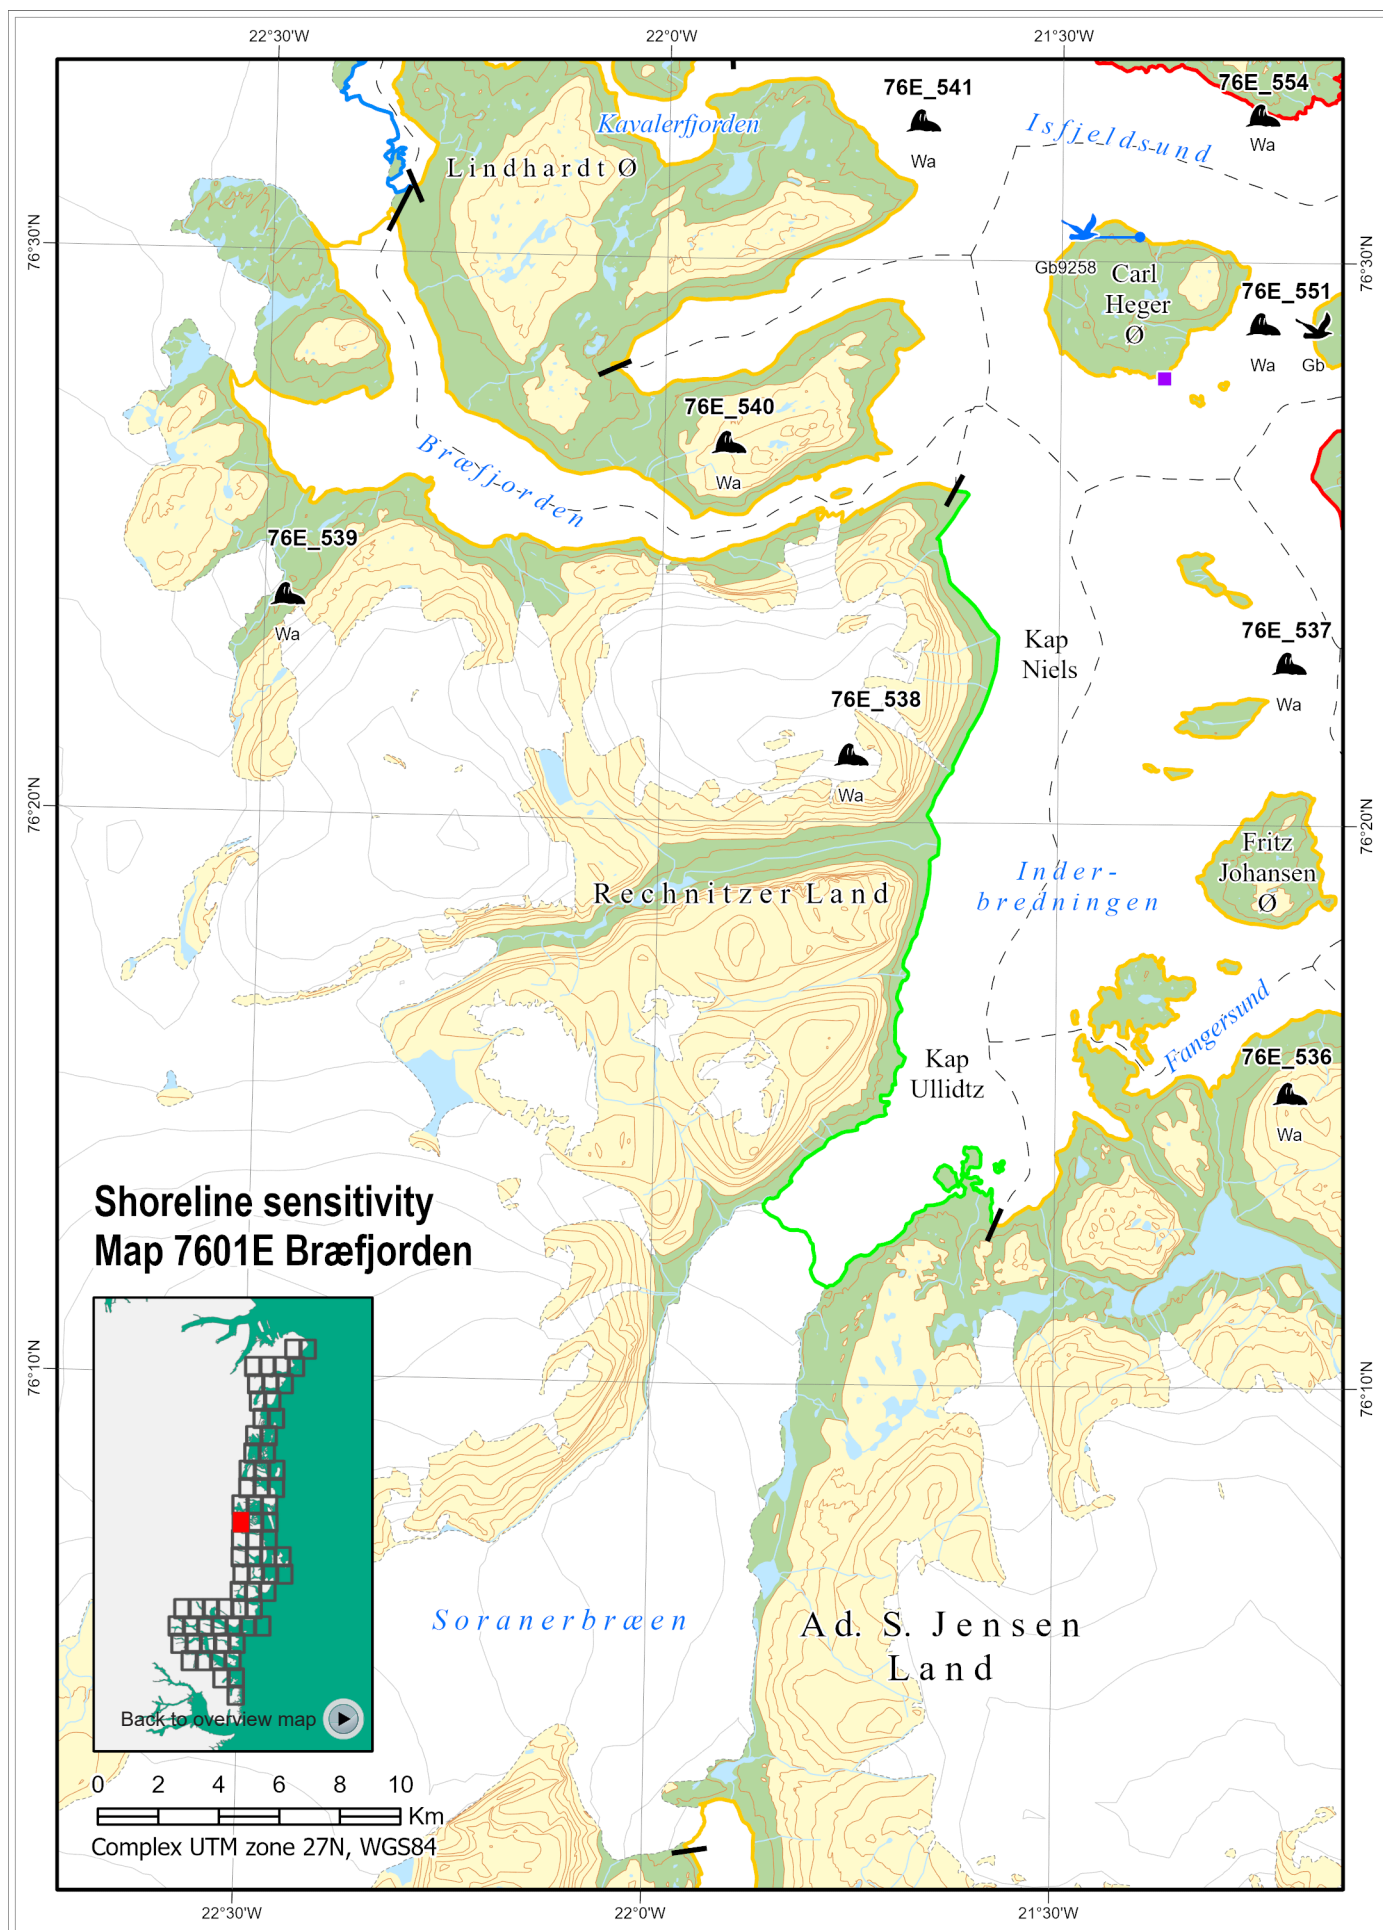 22°30'W
22°0'W
21°30'W
76E_541
Wa
76E_554
Wa
Kavalerfjorden
Isfjeldsund
Lindhardt Ø
76°30'N
76°30'N
Gb9258
Carl
Heger
Ø
76E_551
Wa
Gb
76E_540
Wa
Bræfjorden
76E_539
Wa
Kap
Niels
76E_537
Wa
76E_538
Wa
76°20'N
76°20'N
Fritz
Johansen
Ø
Inder-
bredningen
Rechnitzer Land
Fangersund
Kap
Ullidtz
76E_536
Wa
Shoreline sensitivity
Map 7601E Bræfjorden
76°10'N
76°10'N
Soranerbræen
Ad. S. Jensen
Land
Back to overview map
0 2 4 6 8 10
Km
Complex UTM zone 27N, WGS84
22°30'W
22°0'W
21°30'W